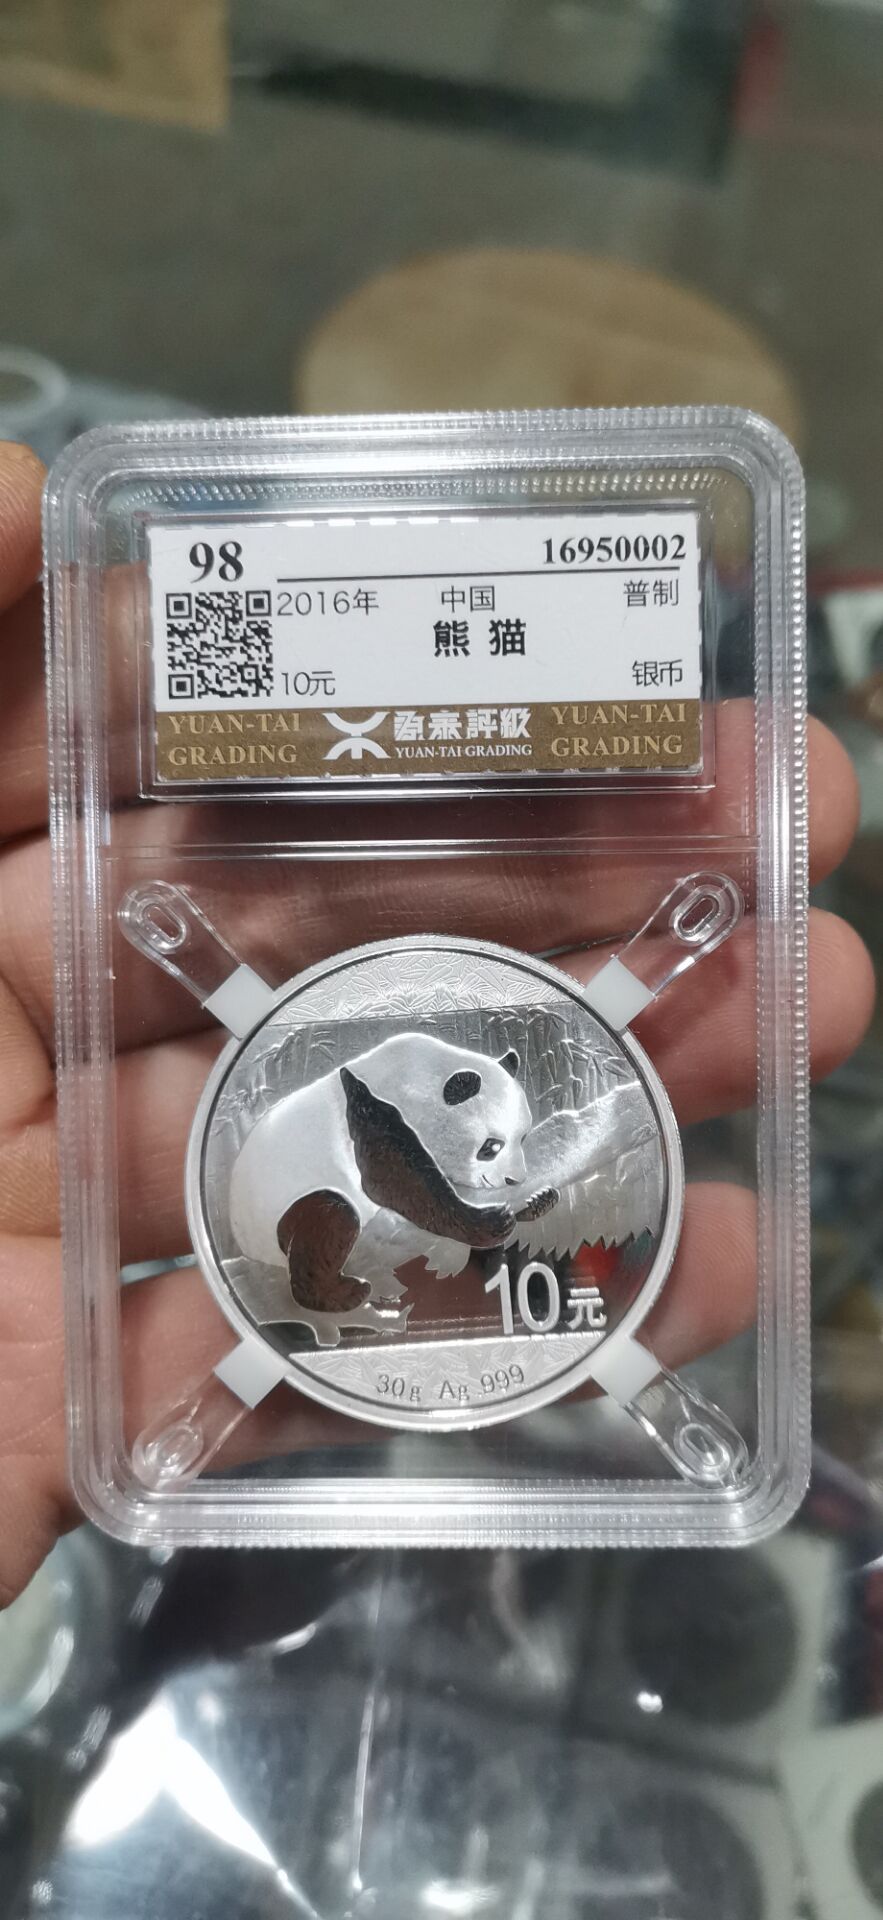 98
16950002
2016年 中国 普制
熊猫
10元 银币
YUAN-TAI GRADING
源泰評級
YUAN-TAI GRADING
YUAN-TAI GRADING
10元
30g Ag 999